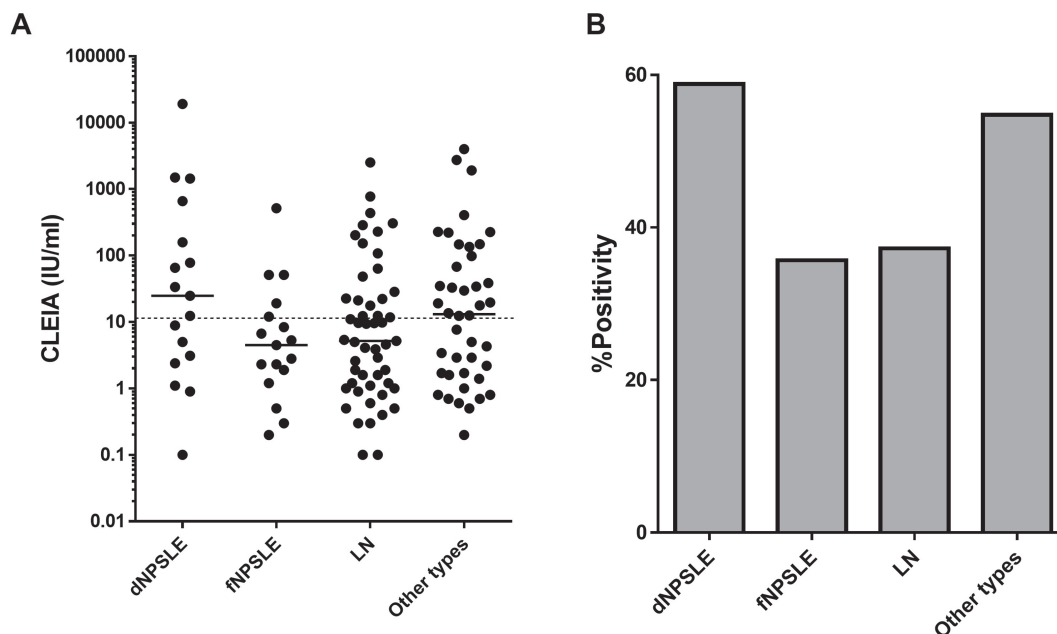 A
CLEIA (IU/ml)
100000
10000
1000
100
10
1
0.1
0.01
dNPSLE
fNPSLE
LN
Other types
B
%Positivity
60
40
20
0
dNPSLE
fNPSLE
LN
Other types